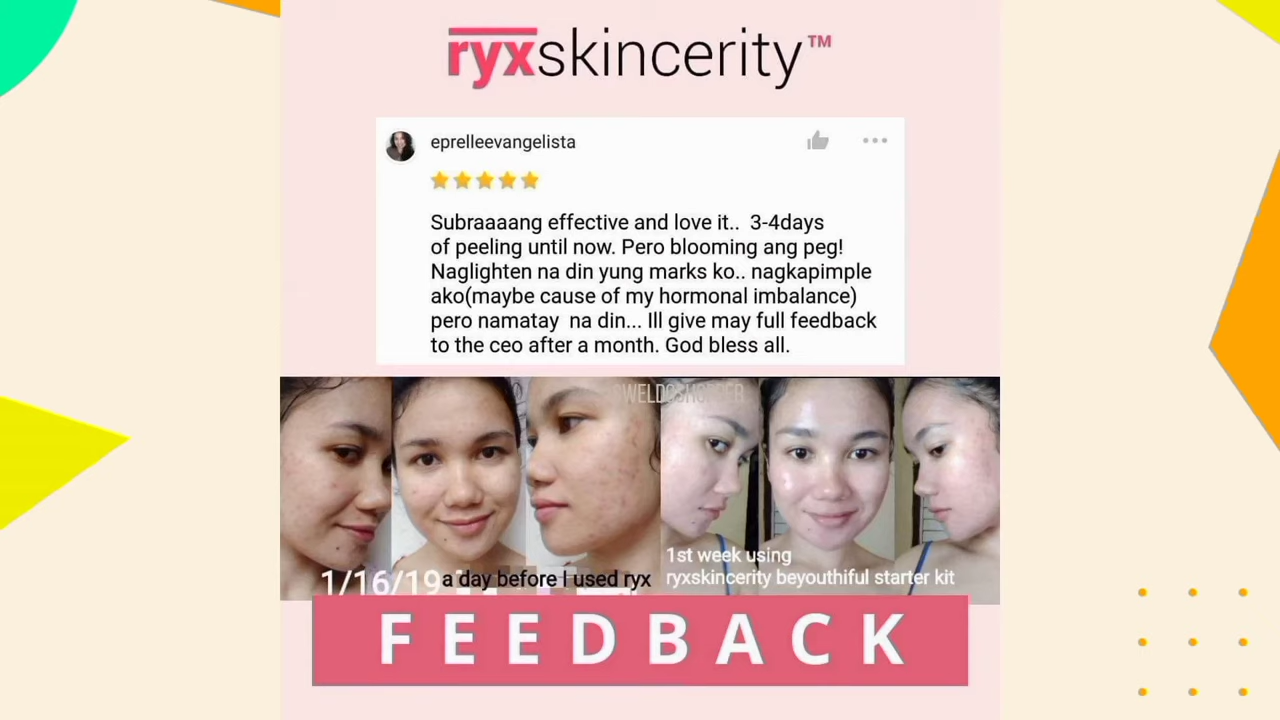 ryxskincerity™
eprelleevangelista
Subraaaang effective and love it.. 3-4days
of peeling until now. Pero blooming ang peg!
Naglighten na din yung marks ko.. nagkapimple
ako(maybe cause of my hormonal imbalance)
pero namatay na din... Ill give may full feedback
to the ceo after a month. God bless all.
1/16/19 a day before I used ryx
1st week using
ryxskincerity beyouthiful starter kit
FEEDBACK